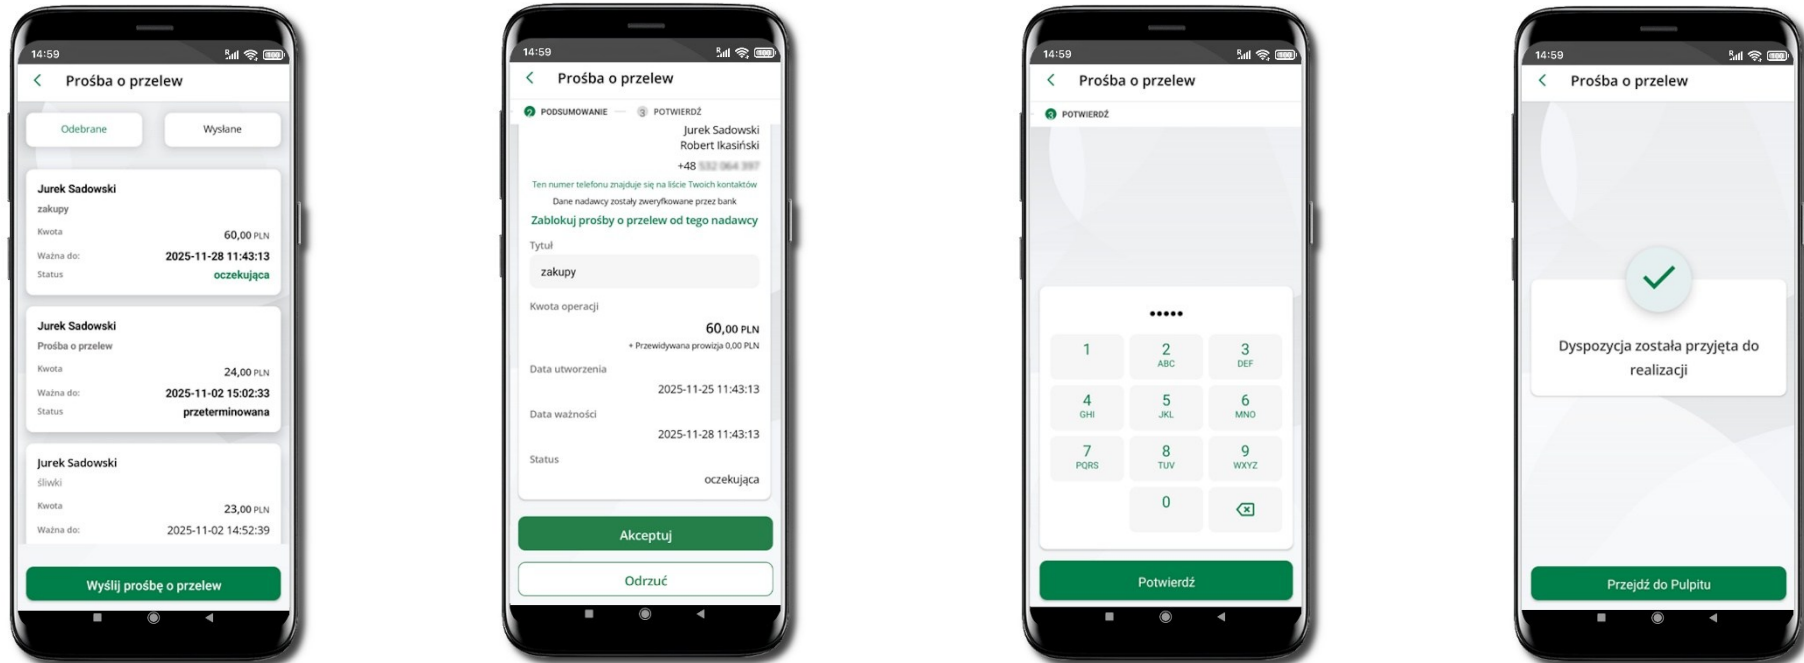 14:59
Prośba o przelew
Odebrane
Wysłane
Jurek Sadowski
zakupy
Kwota 60,00 PLN
Ważna do: 2025-11-28 11:43:13
Status oczekująca
Jurek Sadowski
Prośba o przelew
Kwota 24,00 PLN
Ważna do: 2025-11-02 15:02:33
Status przeterminowana
Jurek Sadowski
śliwki
Kwota 23,00 PLN
Ważna do: 2025-11-02 14:52:39
Wyślij prośbę o przelew
14:59
Prośba o przelew
2 PODSUMOWANIE 3 POTWIERDŹ
Jurek Sadowski
Robert Ikasiński
+48
Ten numer telefonu znajduje się na liście Twoich kontaktów
Dane nadawcy zostały zweryfkowane przez bank
Zablokuj prośby o przelew od tego nadawcy
Tytuł
zakupy
Kwota operacji
60,00 PLN
+ Przewidywana prowizja 0,00 PLN
Data utworzenia
2025-11-25 11:43:13
Data ważności
2025-11-28 11:43:13
Status
oczekująca
Akceptuj
Odrzuć
14:59
Prośba o przelew
3 POTWIERDŹ
•••••
1 2 3
ABC DEF
4 5 6
GHI JKL MNO
7 8 9
PQRS TUV WXYZ
0
Potwierdź
14:59
Prośba o przelew
Dyspozycja została przyjęta do
realizacji
Przejdź do Pulpitu